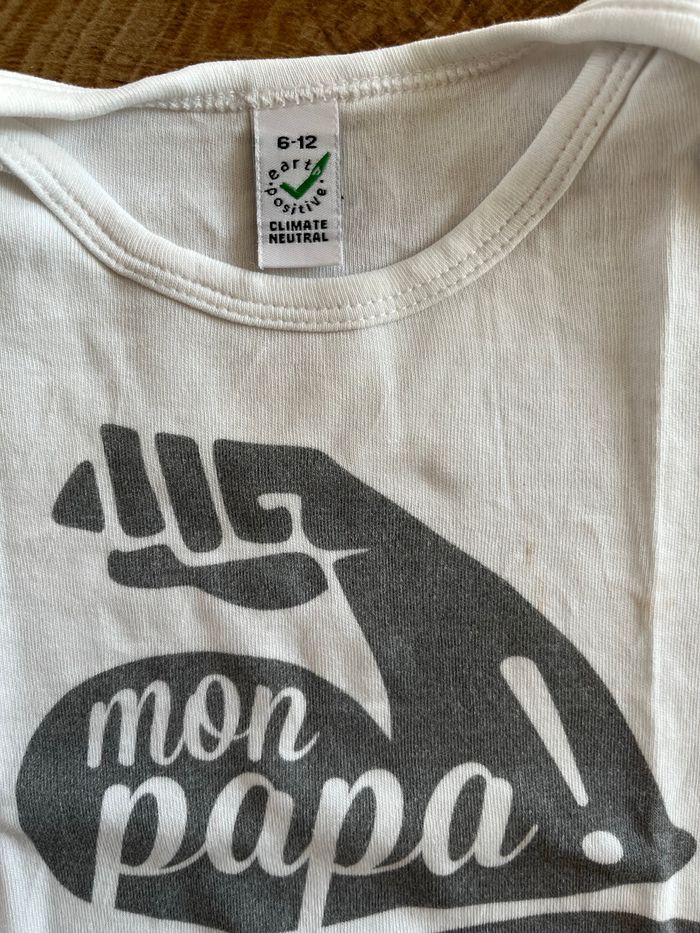 6-12
earth
positive
CLIMATE
NEUTRAL
mon
papa!